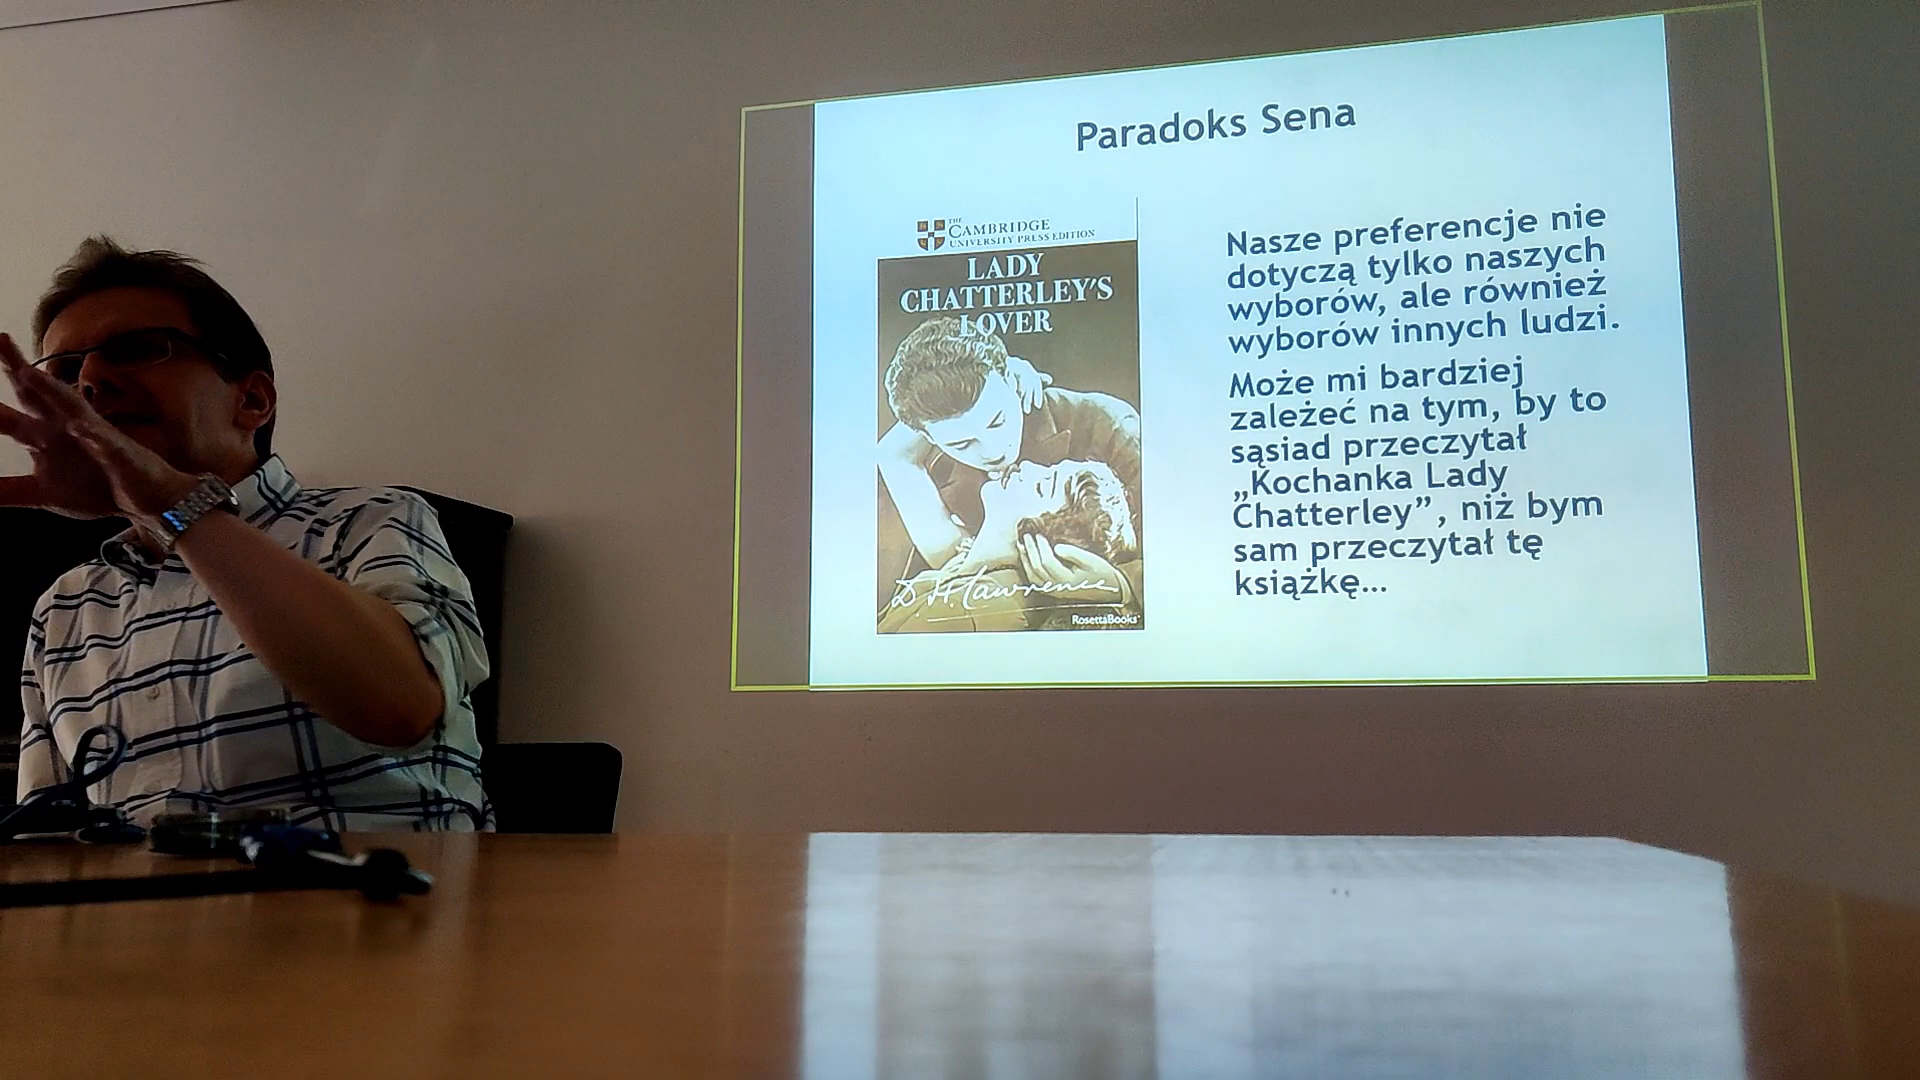 Paradoks Sena
THE
CAMBRIDGE
UNIVERSITY PRESS EDITION
LADY
CHATTERLEY'S
LOVER
D. H. Lawrence
RosettaBooks
Nasze preferencje nie
dotyczą tylko naszych
wyborów, ale również
wyborów innych ludzi.
Może mi bardziej
zależeć na tym, by to
sąsiad przeczytał
„Kochanka Lady
Chatterley”, niż bym
sam przeczytał tę
książkę...